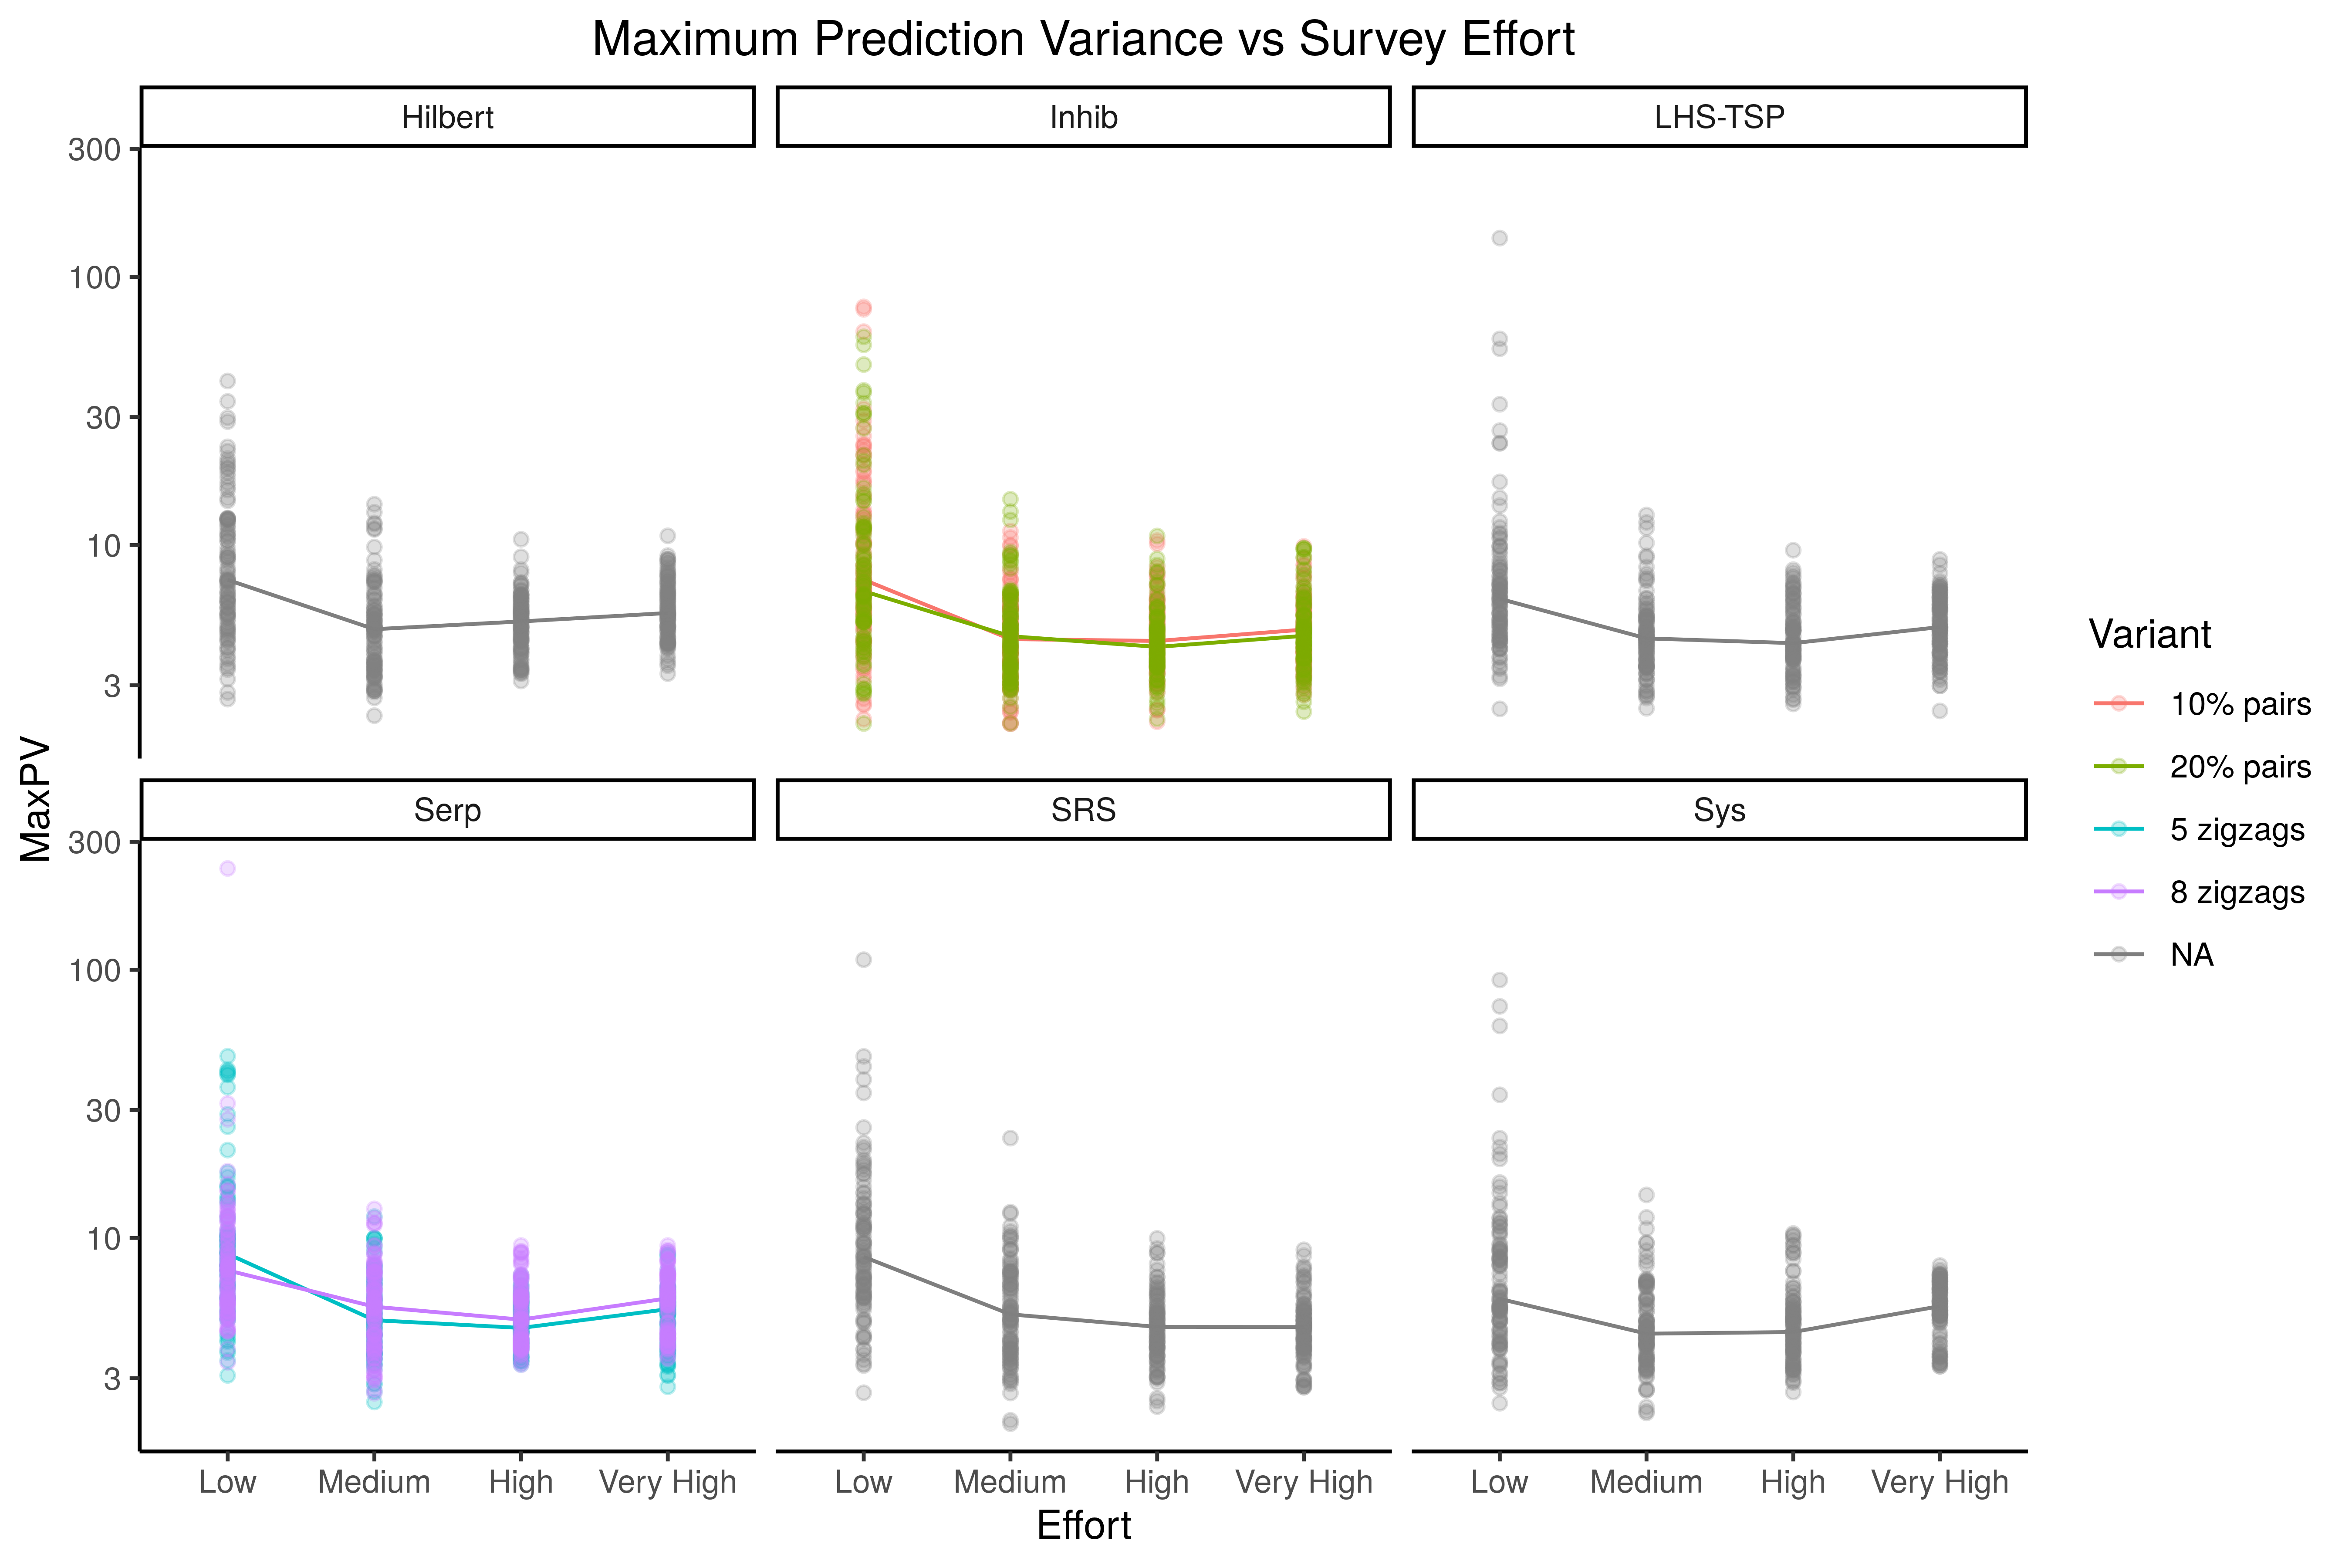 Maximum Prediction Variance vs Survey Effort
Hilbert
Inhib
LHS-TSP
300
100
30
10
3
MaxPV
Serp
SRS
Sys
300
100
30
10
3
Low Medium High Very High
Low Medium High Very High
Low Medium High Very High
Effort
Variant
10% pairs
20% pairs
5 zigzags
8 zigzags
NA